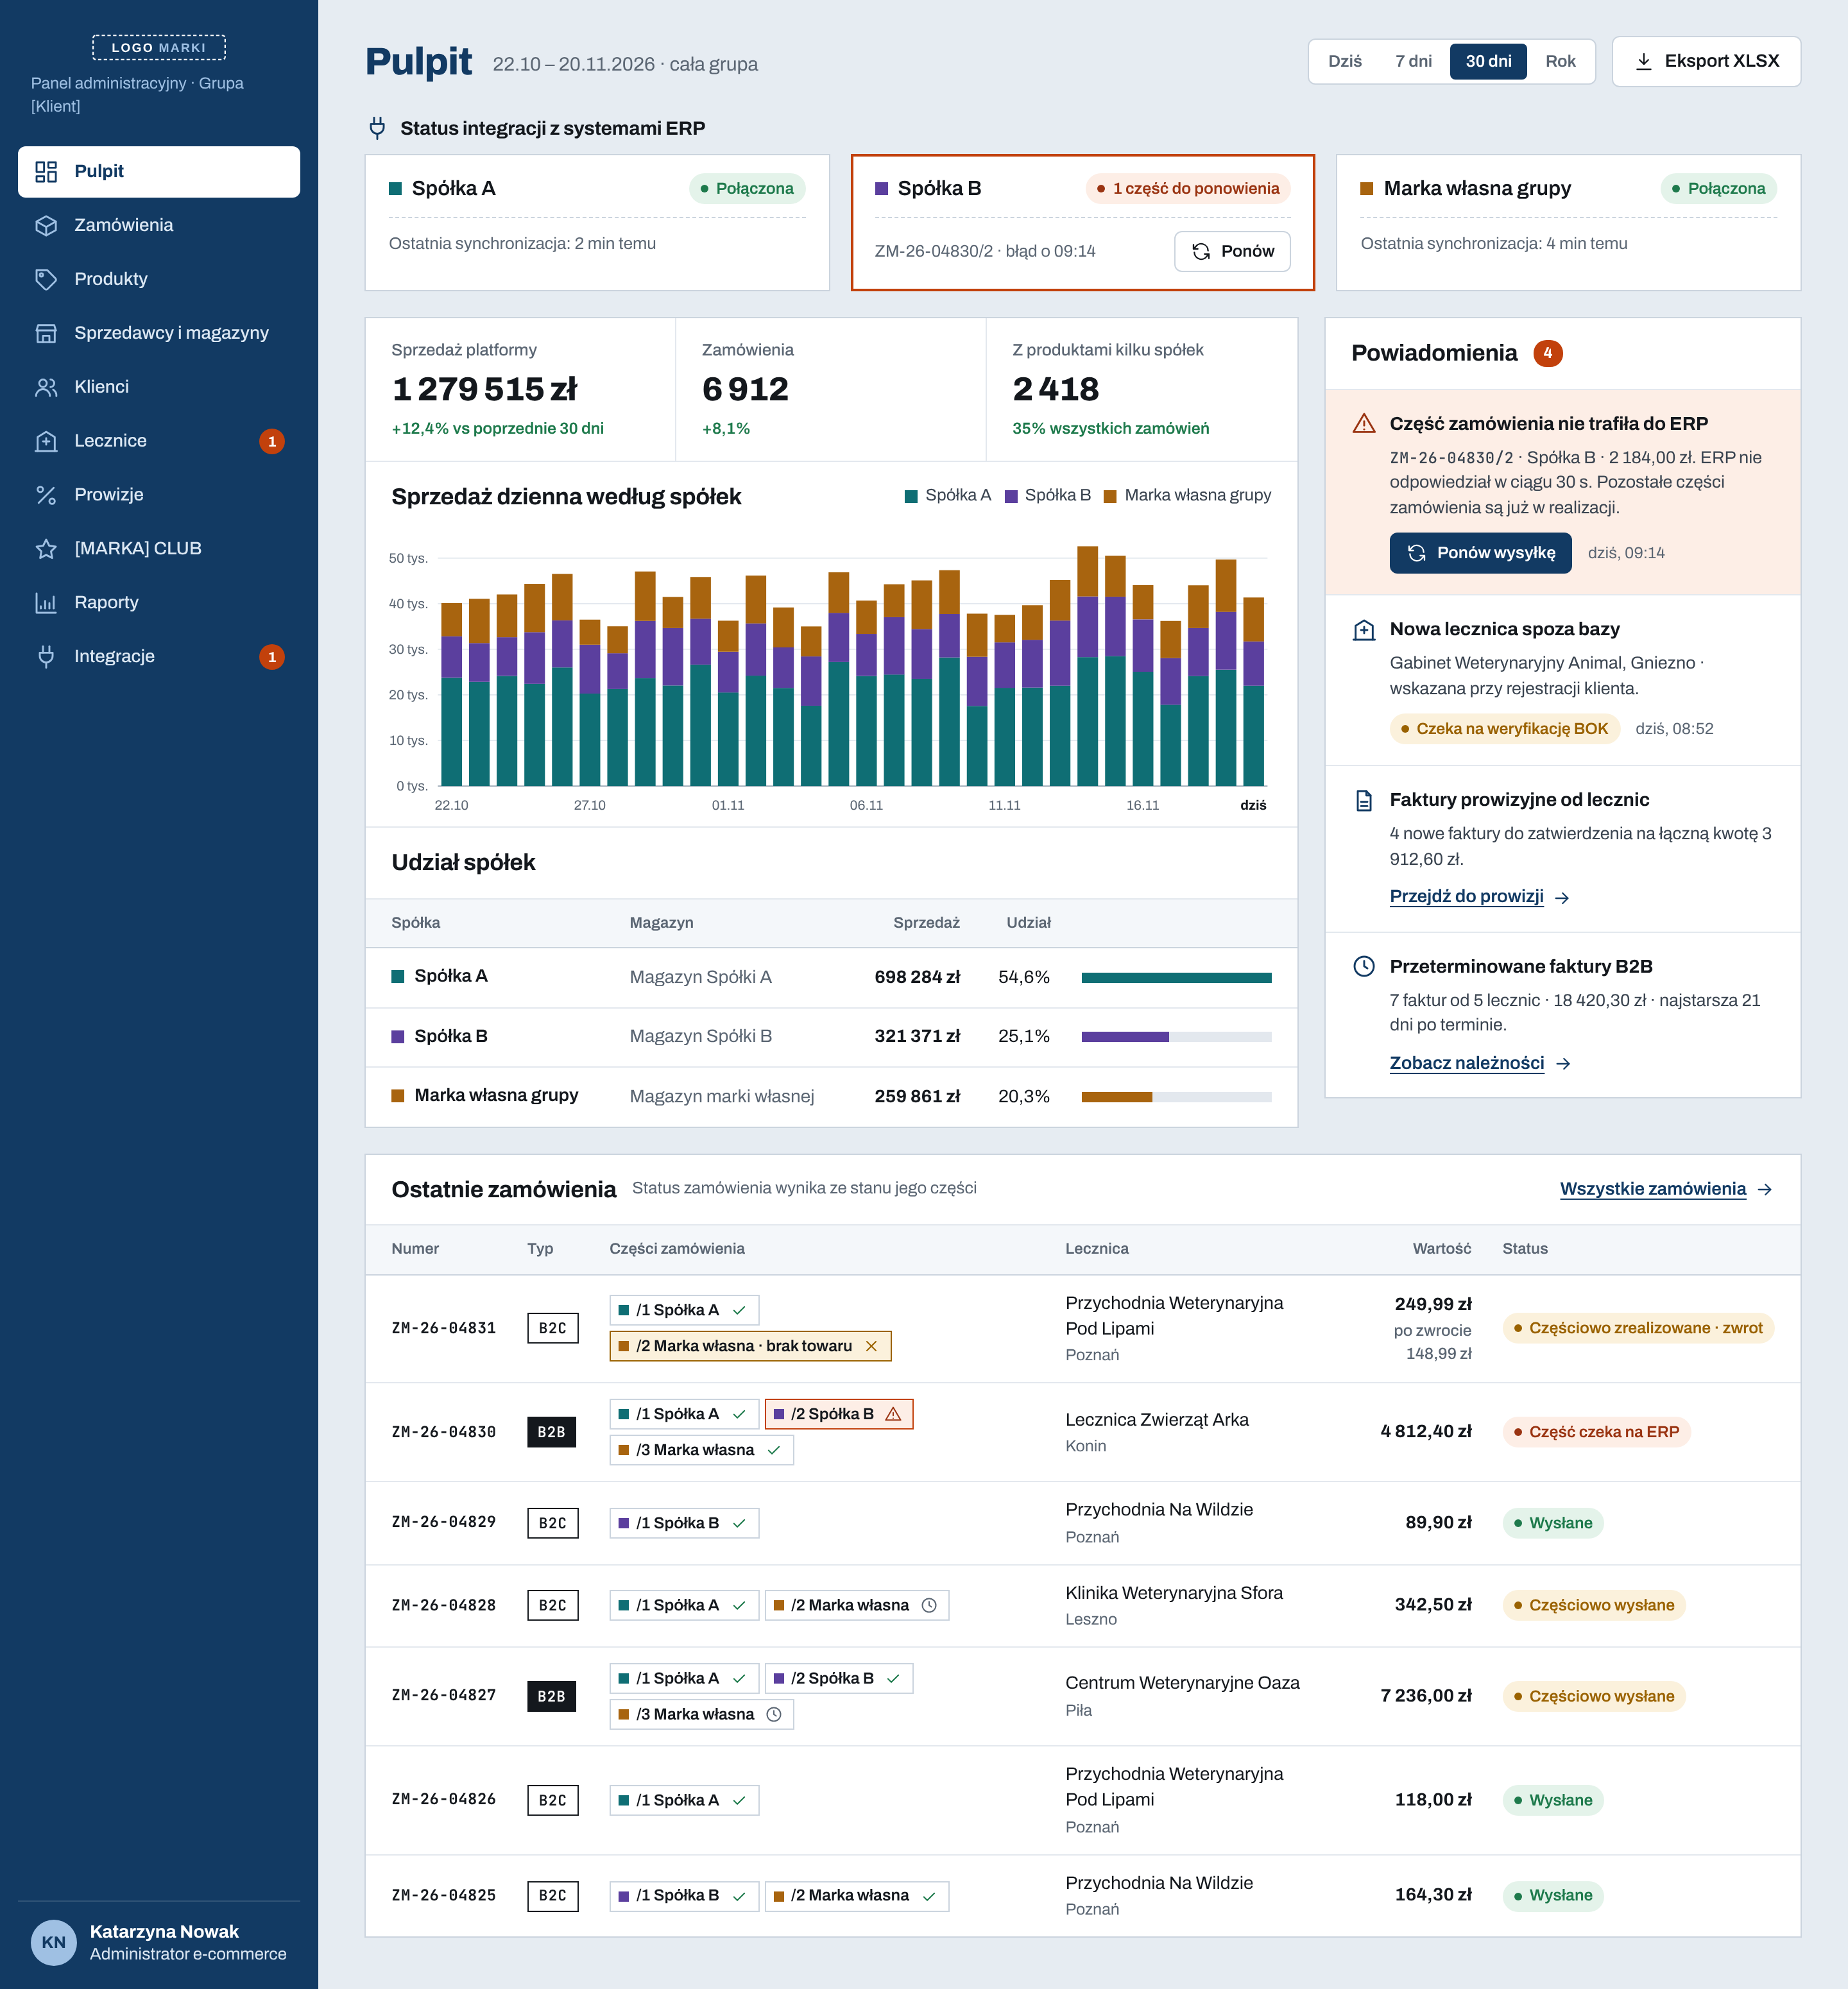 LOGO MARKI
Panel administracyjny · Grupa
[Klient]
Pulpit
Zamówienia
Produkty
Sprzedawcy i magazyny
Klienci
Lecznice 1
Prowizje
[MARKA] CLUB
Raporty
Integracje 1
KN
Katarzyna Nowak
Administrator e-commerce
Pulpit 22.10 – 20.11.2026 · cała grupa
Dziś 7 dni 30 dni Rok
Eksport XLSX
Status integracji z systemami ERP
Spółka A Połączona
Ostatnia synchronizacja: 2 min temu
Spółka B 1 część do ponowienia
ZM-26-04830/2 · błąd o 09:14 Ponów
Marka własna grupy Połączona
Ostatnia synchronizacja: 4 min temu
Sprzedaż platformy
1 279 515 zł
+12,4% vs poprzednie 30 dni
Zamówienia
6 912
+8,1%
Z produktami kilku spółek
2 418
35% wszystkich zamówień
Sprzedaż dzienna według spółek
Spółka A Spółka B Marka własna grupy
50 tys.
40 tys.
30 tys.
20 tys.
10 tys.
0 tys.
22.10 27.10 01.11 06.11 11.11 16.11 dziś
Udział spółek
Spółka Magazyn Sprzedaż Udział
Spółka A Magazyn Spółki A 698 284 zł 54,6%
Spółka B Magazyn Spółki B 321 371 zł 25,1%
Marka własna grupy Magazyn marki własnej 259 861 zł 20,3%
Powiadomienia 4
Część zamówienia nie trafiła do ERP
ZM-26-04830/2 · Spółka B · 2 184,00 zł. ERP nie
odpowiedział w ciągu 30 s. Pozostałe części
zamówienia są już w realizacji.
Ponów wysyłkę dziś, 09:14
Nowa lecznica spoza bazy
Gabinet Weterynaryjny Animal, Gniezno ·
wskazana przy rejestracji klienta.
Czeka na weryfikację BOK dziś, 08:52
Faktury prowizyjne od lecznic
4 nowe faktury do zatwierdzenia na łączną kwotę 3
912,60 zł.
Przejdź do prowizji
Przeterminowane faktury B2B
7 faktur od 5 lecznic · 18 420,30 zł · najstarsza 21
dni po terminie.
Zobacz należności
Ostatnie zamówienia Status zamówienia wynika ze stanu jego części
Wszystkie zamówienia
Numer Typ Części zamówienia Lecznica Wartość Status
ZM-26-04831 B2C
/1 Spółka A
/2 Marka własna · brak towaru
Przychodnia Weterynaryjna
Pod Lipami
Poznań
249,99 zł
po zwrocie
148,99 zł
Częściowo zrealizowane · zwrot
ZM-26-04830 B2B
/1 Spółka A /2 Spółka B
/3 Marka własna
Lecznica Zwierząt Arka
Konin
4 812,40 zł
Część czeka na ERP
ZM-26-04829 B2C
/1 Spółka B
Przychodnia Na Wildzie
Poznań
89,90 zł
Wysłane
ZM-26-04828 B2C
/1 Spółka A /2 Marka własna
Klinika Weterynaryjna Sfora
Leszno
342,50 zł
Częściowo wysłane
ZM-26-04827 B2B
/1 Spółka A /2 Spółka B
/3 Marka własna
Centrum Weterynaryjne Oaza
Piła
7 236,00 zł
Częściowo wysłane
ZM-26-04826 B2C
/1 Spółka A
Przychodnia Weterynaryjna
Pod Lipami
Poznań
118,00 zł
Wysłane
ZM-26-04825 B2C
/1 Spółka B /2 Marka własna
Przychodnia Na Wildzie
Poznań
164,30 zł
Wysłane